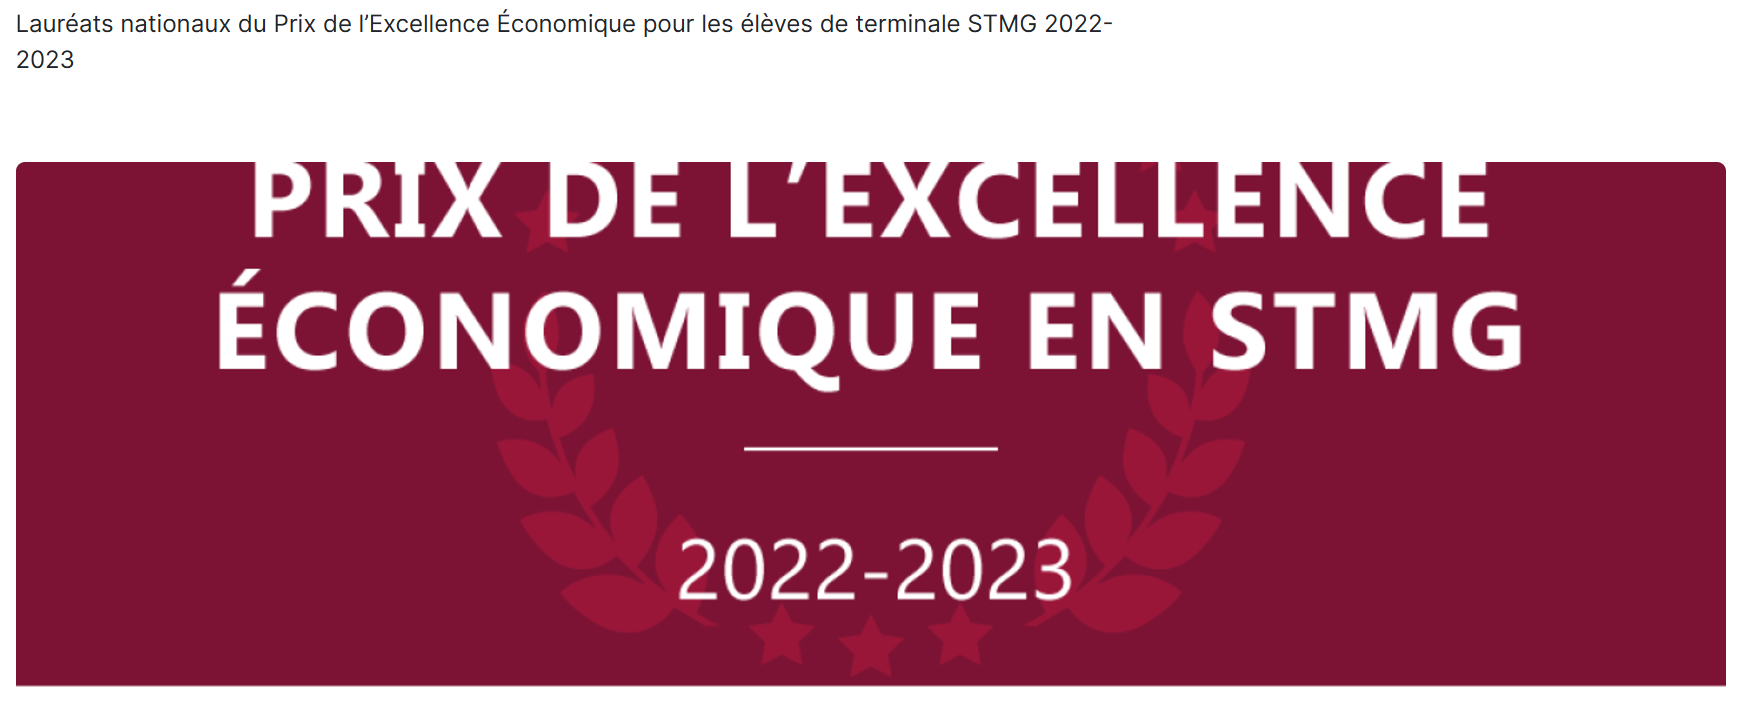 Lauréats nationaux du Prix de l’Excellence Économique pour les élèves de terminale STMG 2022-
2023
PRIX DE L’EXCELLENCE
ÉCONOMIQUE EN STMG
2022-2023